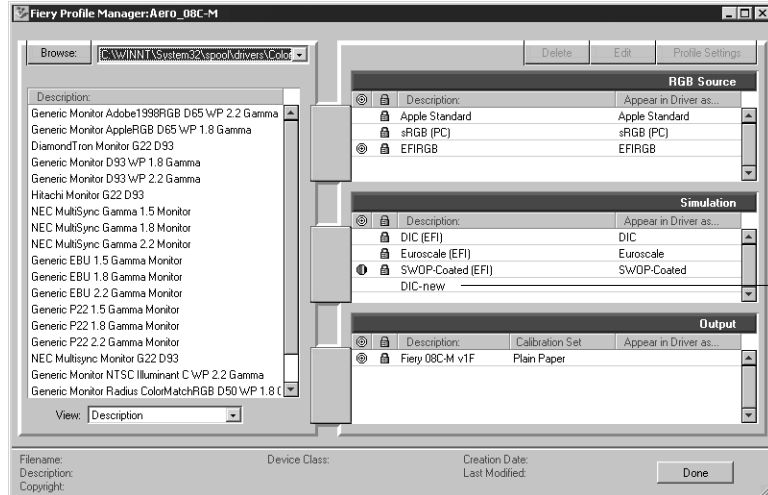 Fiery Profile Manager:Aero_08C-M
Browse: C:\WINNT\System32\spool\drivers\Color
Delete Edit Profile Settings
Description:
Generic Monitor Adobe1998RGB D65 WP 2.2 Gamma
Generic Monitor AppleRGB D65 WP 1.8 Gamma
DiamondTron Monitor G22 D93
Generic Monitor D93 WP 1.8 Gamma
Generic Monitor D93 WP 2.2 Gamma
Hitachi Monitor G22 D93
NEC MultiSync Gamma 1.5 Monitor
NEC MultiSync Gamma 1.8 Monitor
NEC MultiSync Gamma 2.2 Monitor
Generic EBU 1.5 Gamma Monitor
Generic EBU 1.8 Gamma Monitor
Generic EBU 2.2 Gamma Monitor
Generic P22 1.5 Gamma Monitor
Generic P22 1.8 Gamma Monitor
Generic P22 2.2 Gamma Monitor
NEC Multisync Monitor G22 D93
Generic Monitor NTSC Illuminant C WP 2.2 Gamma
Generic Monitor Radius ColorMatchRGB D50 WP 1.8 G
View: Description
RGB Source
Description: Appear in Driver as...
Apple Standard Apple Standard
sRGB (PC) sRGB (PC)
EFIRGB EFIRGB
Simulation
Description: Appear in Driver as...
DIC (EFI) DIC
Euroscale (EFI) Euroscale
SWOP-Coated (EFI) SWOP-Coated
DIC-new
Output
Description: Calibration Set Appear in Driver as...
Fiery 08C-M v1F Plain Paper
Filename: Device Class: Creation Date:
Description: Last Modified:
Copyright:
Done